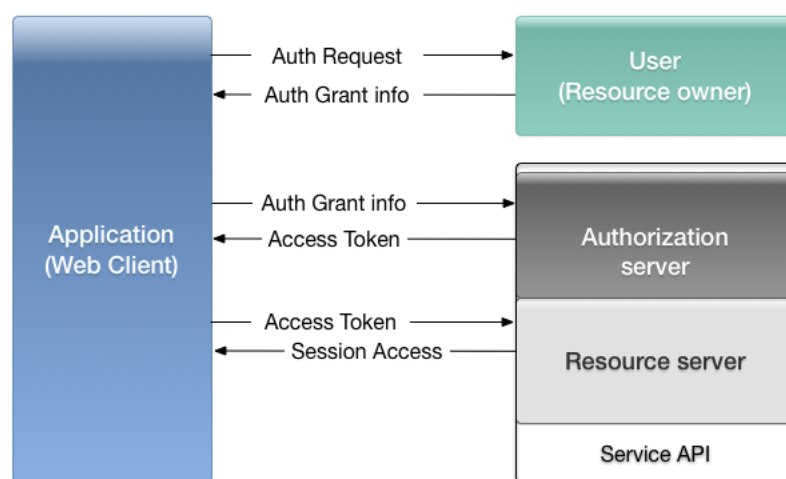 Auth Request
User
(Resource owner)
Auth Grant info
Auth Grant info
Application
(Web Client)
Access Token
Authorization
server
Access Token
Session Access
Resource server
Service API